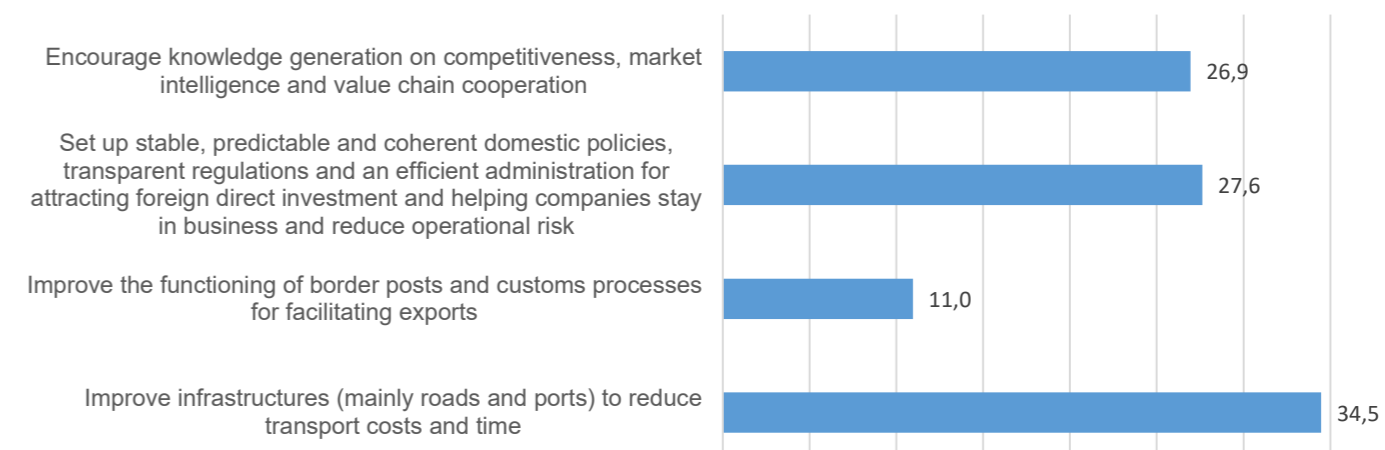 Encourage knowledge generation on competitiveness, market
intelligence and value chain cooperation
26,9
Set up stable, predictable and coherent domestic policies,
transparent regulations and an efficient administration for
attracting foreign direct investment and helping companies stay
in business and reduce operational risk
27,6
Improve the functioning of border posts and customs processes
for facilitating exports
11,0
Improve infrastructures (mainly roads and ports) to reduce
transport costs and time
34,5